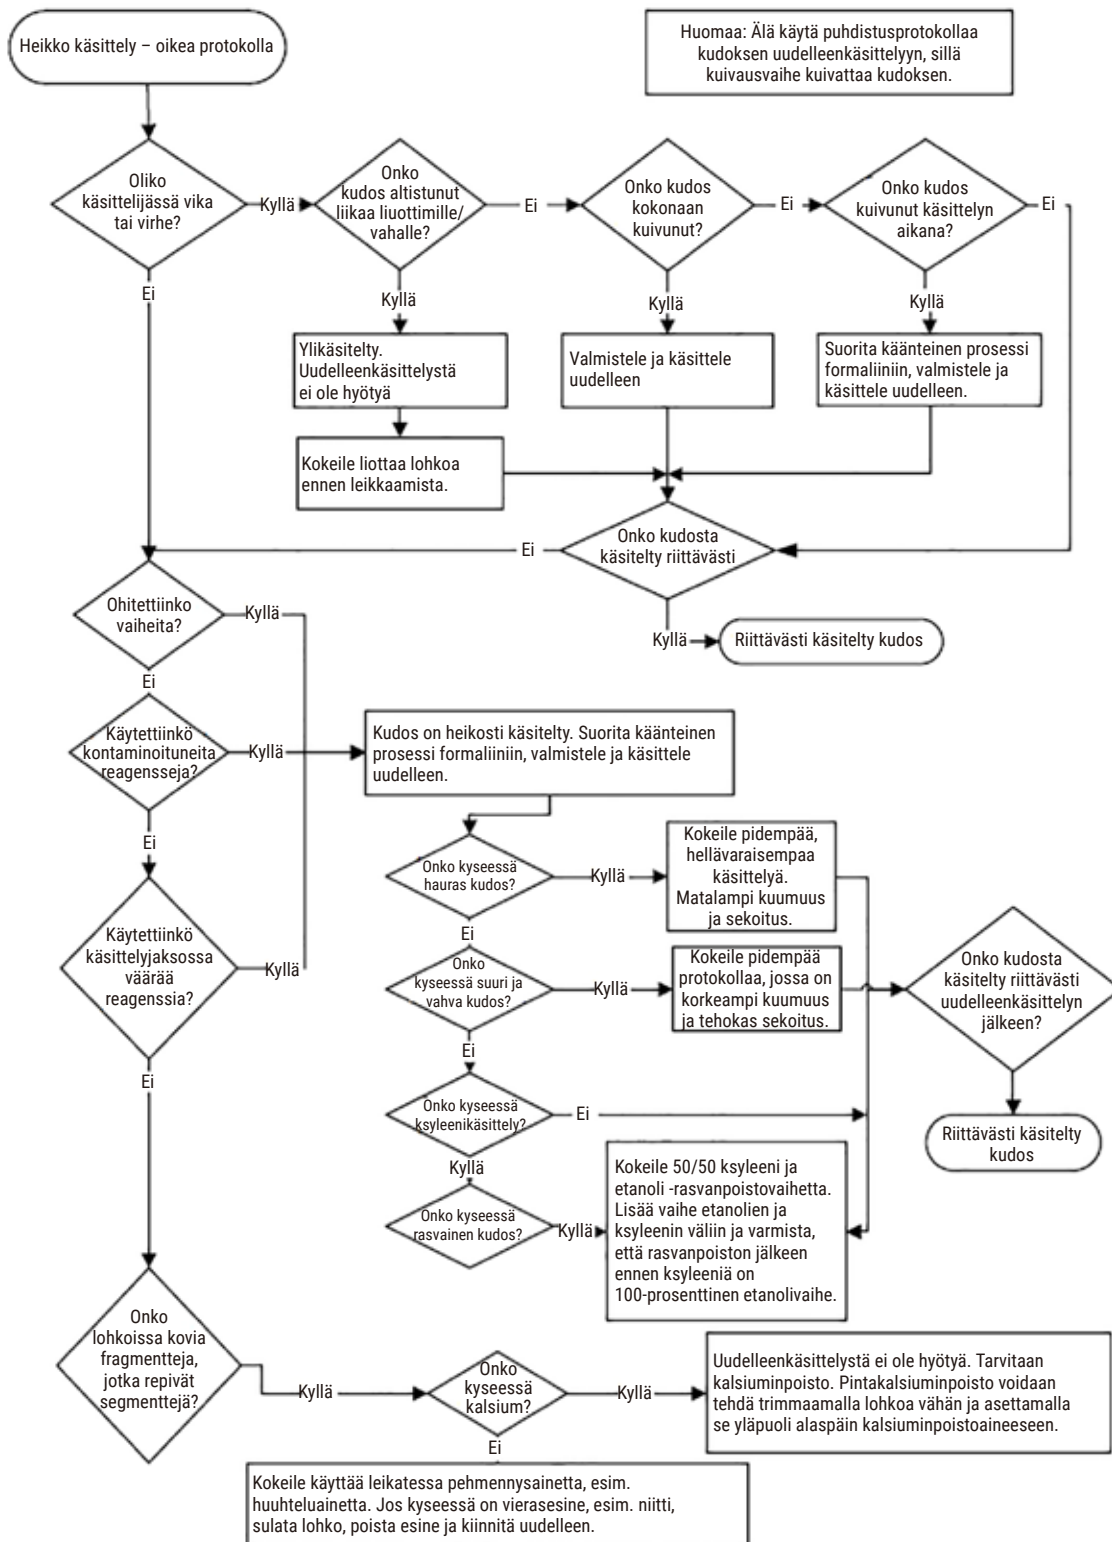 Heikko käsittely – oikea protokolla
Huomaa: Älä käytä puhdistusprotokollaa
kudoksen uudelleenkäsittelyyn, sillä
kuivausvaihe kuivattaa kudoksen.
Oliko
käsittelijässä vika
tai virhe?
Kyllä
Onko
kudos altistunut
liikaa liuottimille/
vahalle?
Ei
Onko kudos
kokonaan
kuivunut?
Ei
Onko kudos
kuivunut käsittelyn
aikana?
Ei
Ei
Kyllä
Kyllä
Kyllä
Ylikäsitelty.
Uudelleenkäsittelystä
ei ole hyötyä
Valmistele ja käsittele
uudelleen
Suorita käänteinen prosessi
formaliiniin, valmistele ja
käsittele uudelleen.
Kokeile liottaa lohkoa
ennen leikkaamista.
Onko kudosta
käsitelty riittävästi
Ei
Kyllä
Riittävästi käsitelty kudos
Ohitettiinko
vaiheita?
Kyllä
Ei
Käytettiinkö
kontaminoituneita
reagensseja?
Kyllä
Kudos on heikosti käsitelty. Suorita käänteinen
prosessi formaliiniin, valmistele ja käsittele
uudelleen.
Ei
Käytettiinkö
käsittelyjaksossa
väärää
reagenssia?
Kyllä
Ei
Onko kyseessä
hauras kudos?
Kyllä
Kokeile pidempää,
hellävaraisempaa
käsittelyä.
Matalampi kuumuus
ja sekoitus.
Ei
Onko
kyseessä suuri ja
vahva kudos?
Kyllä
Kokeile pidempää
protokollaa, jossa on
korkeampi kuumuus
ja tehokas sekoitus.
Onko kudosta
käsitelty riittävästi
uudelleenkäsittelyn
jälkeen?
Ei
Onko kyseessä
ksyleenikäsittely?
Ei
Riittävästi käsitelty
kudos
Kyllä
Onko kyseessä
rasvainen kudos?
Kyllä
Kokeile 50/50 ksyleeni ja
etanoli -rasvanpoistovaihetta.
Lisää vaihe etanolien ja
ksyleenin väliin ja varmista,
että rasvanpoiston jälkeen
ennen ksyleeniä on
100-prosenttinen etanolivaihe.
Onko
lohkoissa kovia
fragmentteja,
jotka repivät
segmenttejä?
Kyllä
Onko
kyseessä
kalsium?
Kyllä
Uudelleenkäsittelystä ei ole hyötyä. Tarvitaan
kalsiuminpoisto. Pintakalsiuminpoisto voidaan
tehdä trimmaamalla lohkoa vähän ja asettamalla
se yläpuoli alaspäin kalsiuminpoistoaineeseen.
Ei
Kokeile käyttää leikatessa pehmennysainetta, esim.
huuhteluainetta. Jos kyseessä on vierasesine, esim. niitti,
sulata lohko, poista esine ja kiinnitä uudelleen.